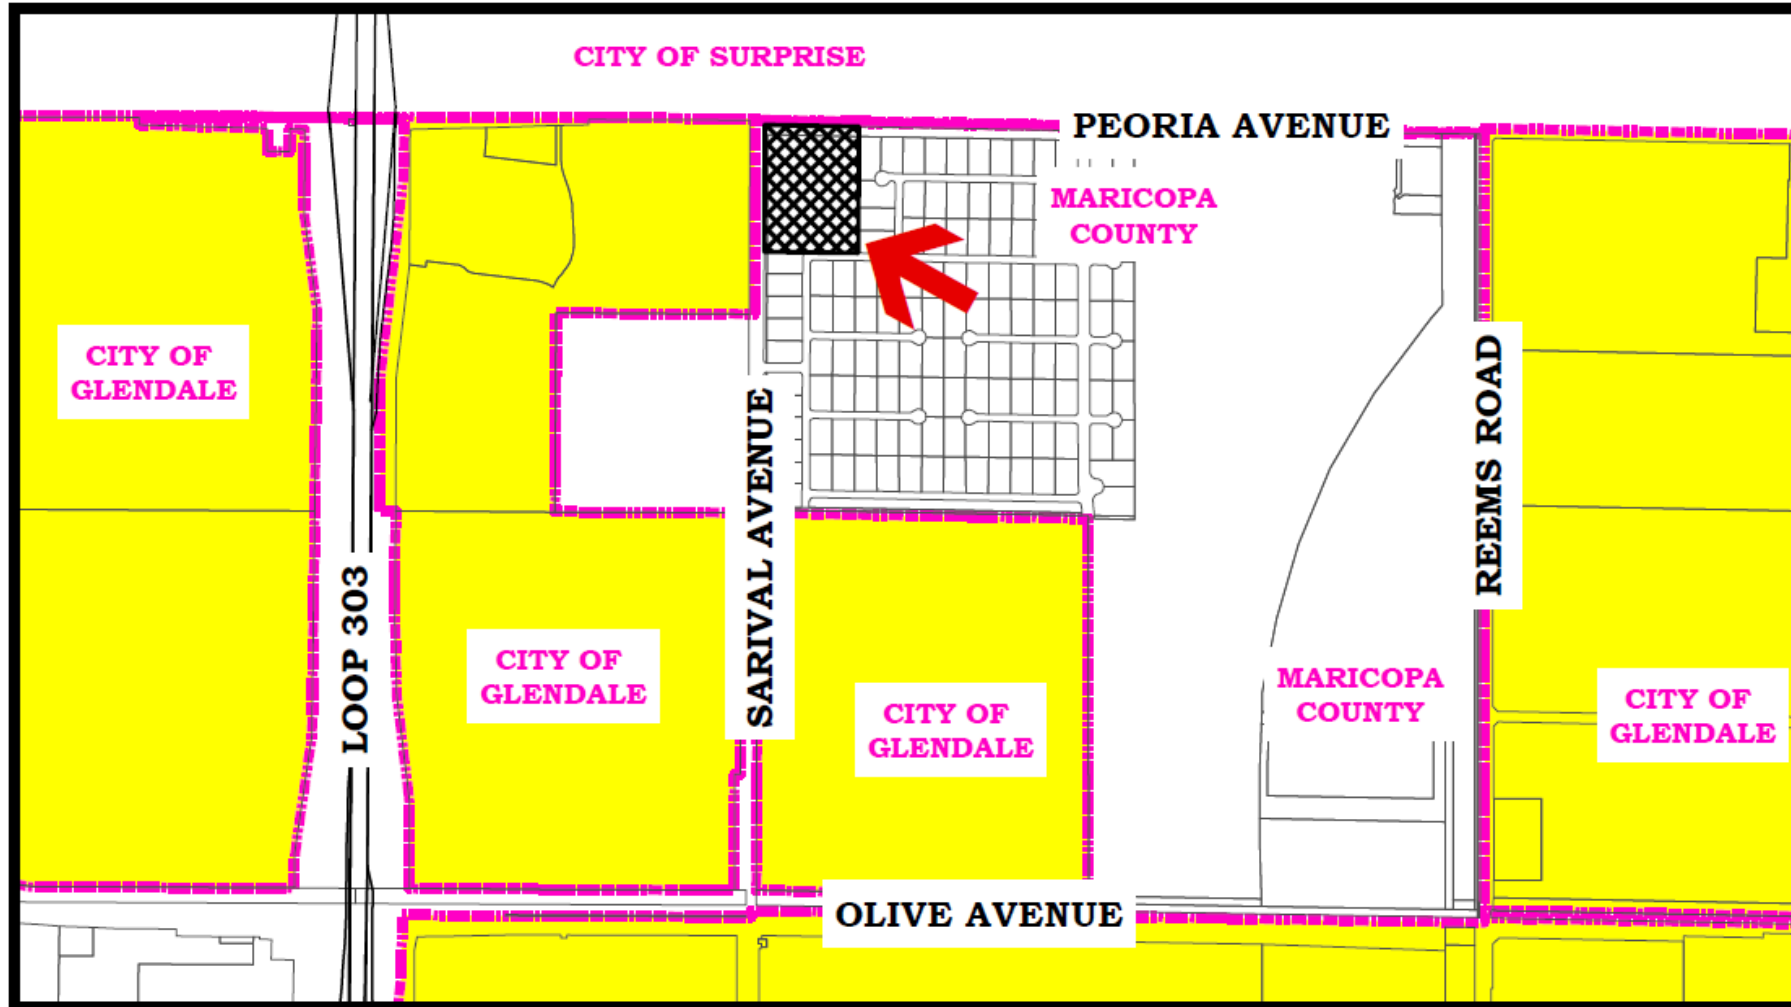 CITY OF SURPRISE
PEORIA AVENUE
MARICOPA
COUNTY
CITY OF
GLENDALE
SARIVAL AVENUE
REEMS ROAD
LOOP 303
CITY OF
GLENDALE
CITY OF
GLENDALE
MARICOPA
COUNTY
CITY OF
GLENDALE
OLIVE AVENUE